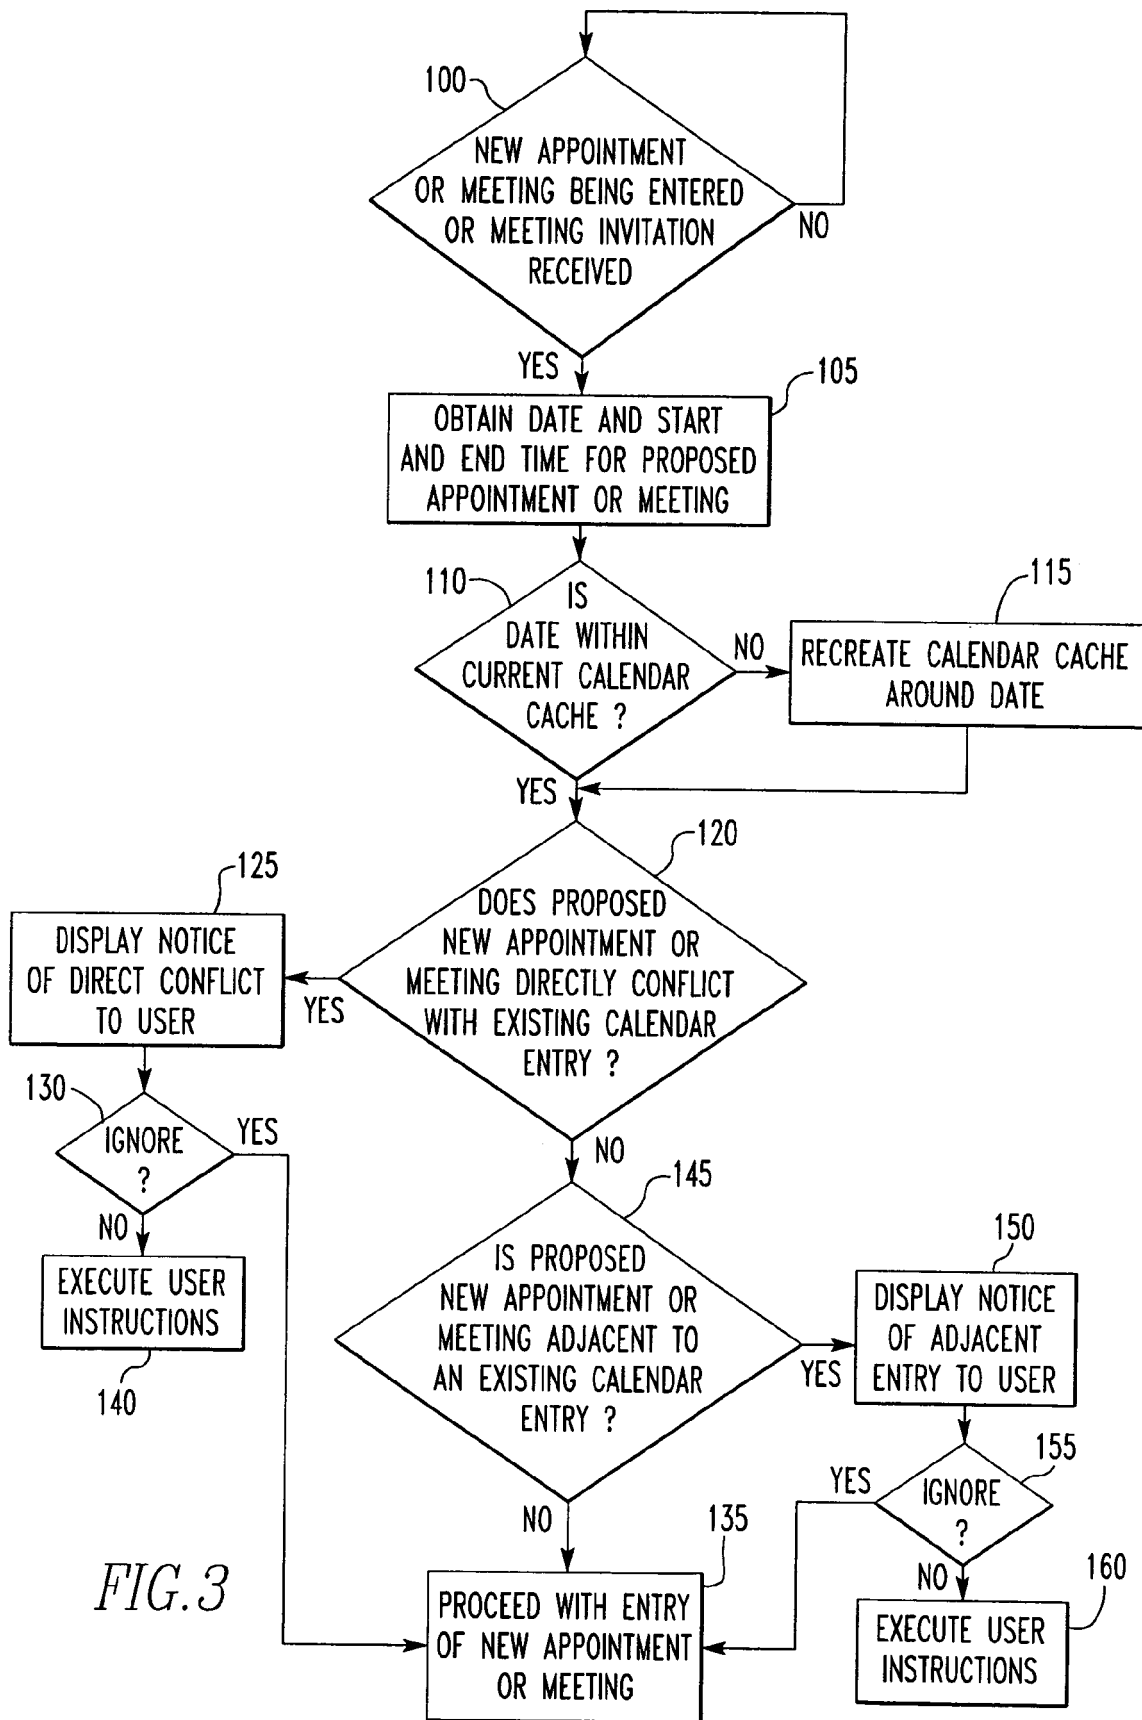 100
NEW APPOINTMENT
OR MEETING BEING ENTERED
OR MEETING INVITATION
RECEIVED
NO
YES
105
OBTAIN DATE AND START
AND END TIME FOR PROPOSED
APPOINTMENT OR MEETING
110
IS
DATE WITHIN
CURRENT CALENDAR
CACHE ?
NO
115
RECREATE CALENDAR CACHE
AROUND DATE
YES
120
DOES PROPOSED
NEW APPOINTMENT OR
MEETING DIRECTLY CONFLICT
WITH EXISTING CALENDAR
ENTRY ?
YES
125
DISPLAY NOTICE
OF DIRECT CONFLICT
TO USER
130
IGNORE
?
YES
NO
EXECUTE USER
INSTRUCTIONS
140
NO
145
IS PROPOSED
NEW APPOINTMENT OR
MEETING ADJACENT TO
AN EXISTING CALENDAR
ENTRY ?
YES
150
DISPLAY NOTICE
OF ADJACENT
ENTRY TO USER
155
IGNORE
?
YES
NO
160
EXECUTE USER
INSTRUCTIONS
NO
135
PROCEED WITH ENTRY
OF NEW APPOINTMENT
OR MEETING
FIG.3